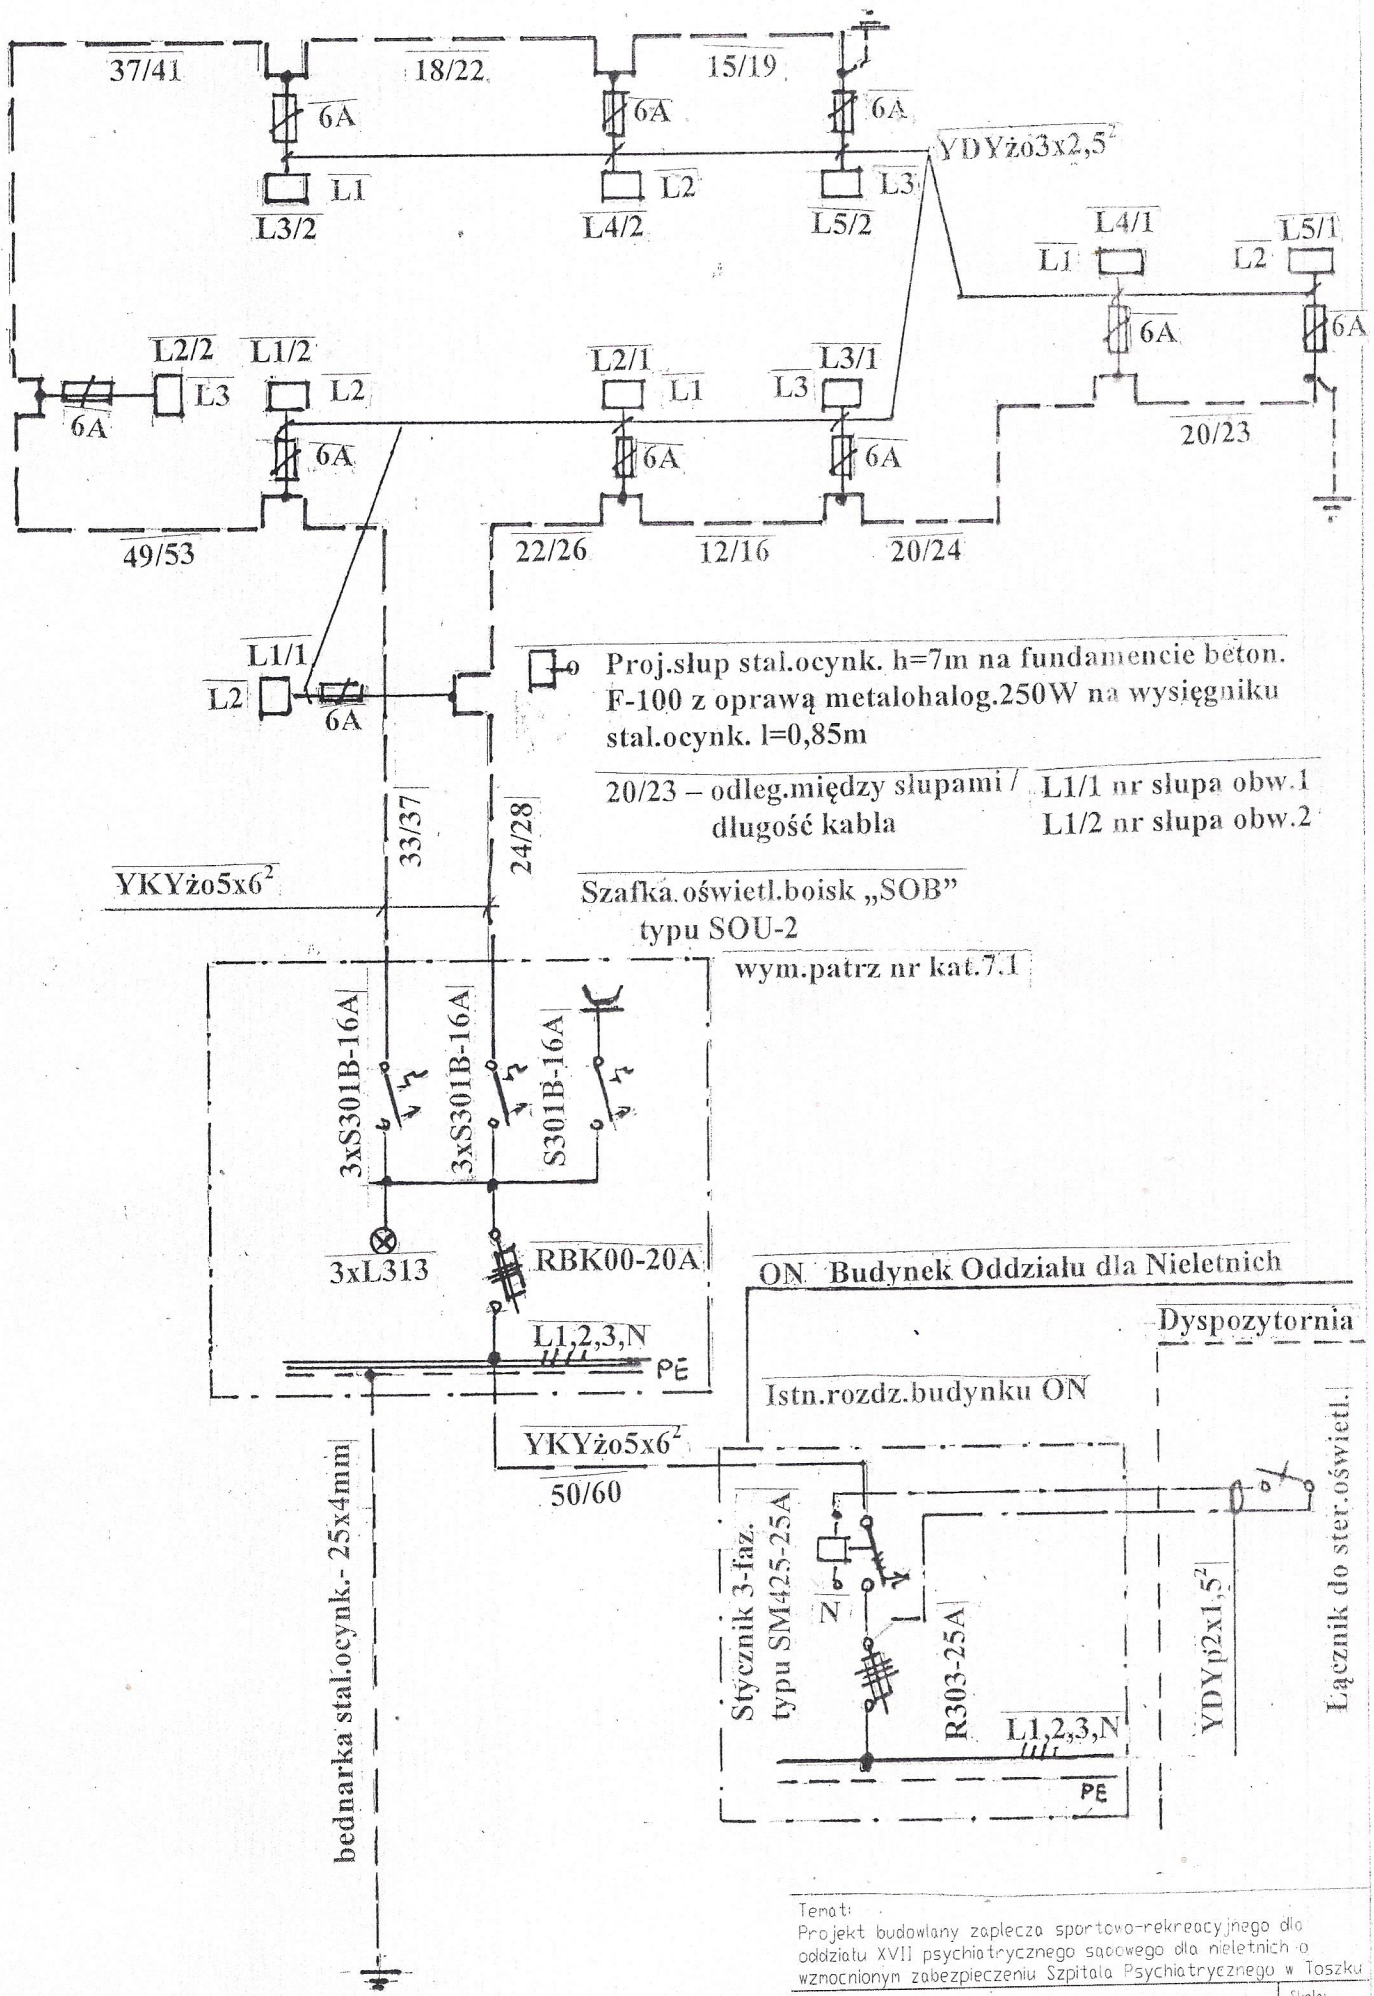 37/41
18/22
15/19
6A
6A
6A
YDYżo3x2,5²
L1
L2
L3
L3/2
L4/2
L5/2
L4/1
L5/1
L1
L2
6A
6A
L2/2
L1/2
L2/1
L3/1
L3
L2
L1
L3
6A
6A
6A
6A
20/23
49/53
22/26
12/16
20/24
L1/1
L2
6A
Proj.słup stal.ocynk. h=7m na fundamencie beton.
F-100 z oprawą metalohalog.250W na wysięgniku
stal.ocynk. l=0,85m
20/23 – odleg.między słupami /
długość kabla
L1/1 nr słupa obw.1
L1/2 nr słupa obw.2
33/37
24/28
YKYżo5x6²
Szafka.oświetl.boisk „SOB”
typu SOU-2
wym.patrz nr kat.7.1
3xS301B-16A
3xS301B-16A
S301B-16A
3xL313
RBK00-20A
L1,2,3,N
PE
ON Budynek Oddziału dla Nieletnich
Dyspozytornia
Istn.rozdz.budynku ON
YKYżo5x6²
50/60
bednarka stal.ocynk.- 25x4mm
Stycznik 3-faz.
typu SM425-25A
N
R303-25A
L1,2,3,N
PE
YDYp2x1,5²
Łącznik do ster.oświetl.
Temat:
Projekt budowlany zaplecza sportowo-rekreacyjnego dla
oddziału XVII psychiatrycznego sądowego dla nieletnich o
wzmocnionym zabezpieczeniu Szpitala Psychiatrycznego w Toszku